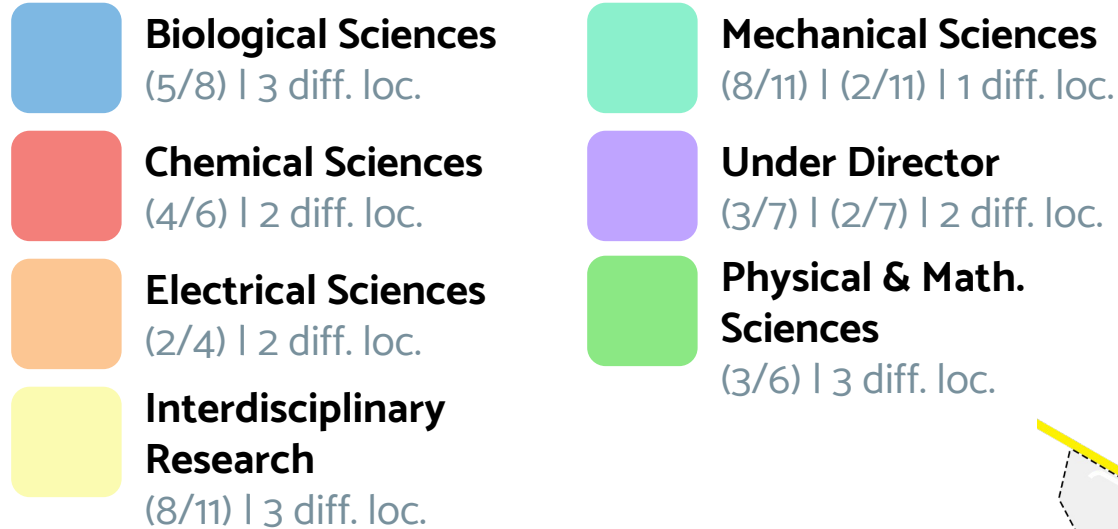 Biological Sciences
(5/8) | 3 diff. loc.
Chemical Sciences
(4/6) | 2 diff. loc.
Electrical Sciences
(2/4) | 2 diff. loc.
Interdisciplinary
Research
(8/11) | 3 diff. loc.
Mechanical Sciences
(8/11) | (2/11) | 1 diff. loc.
Under Director
(3/7) | (2/7) | 2 diff. loc.
Physical & Math.
Sciences
(3/6) | 3 diff. loc.